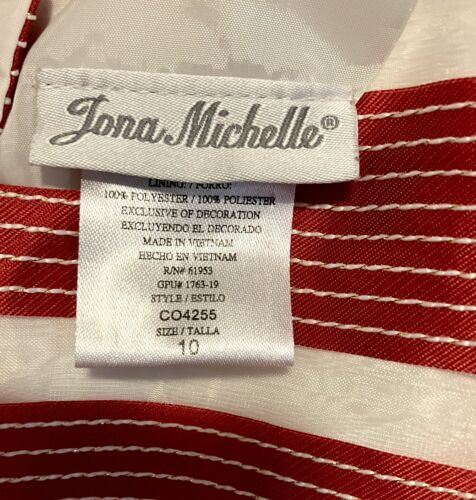 Jona Michelle®
LINING: / FORRO:
100% POLYESTER / 100% POLIESTER
EXCLUSIVE OF DECORATION
EXCLUYENDO EL DECORADO
MADE IN VIETNAM
HECHO EN VIETNAM
R/N# 61953
GPU# 1763-19
STYLE / ESTILO
CO4255
SIZE / TALLA
10